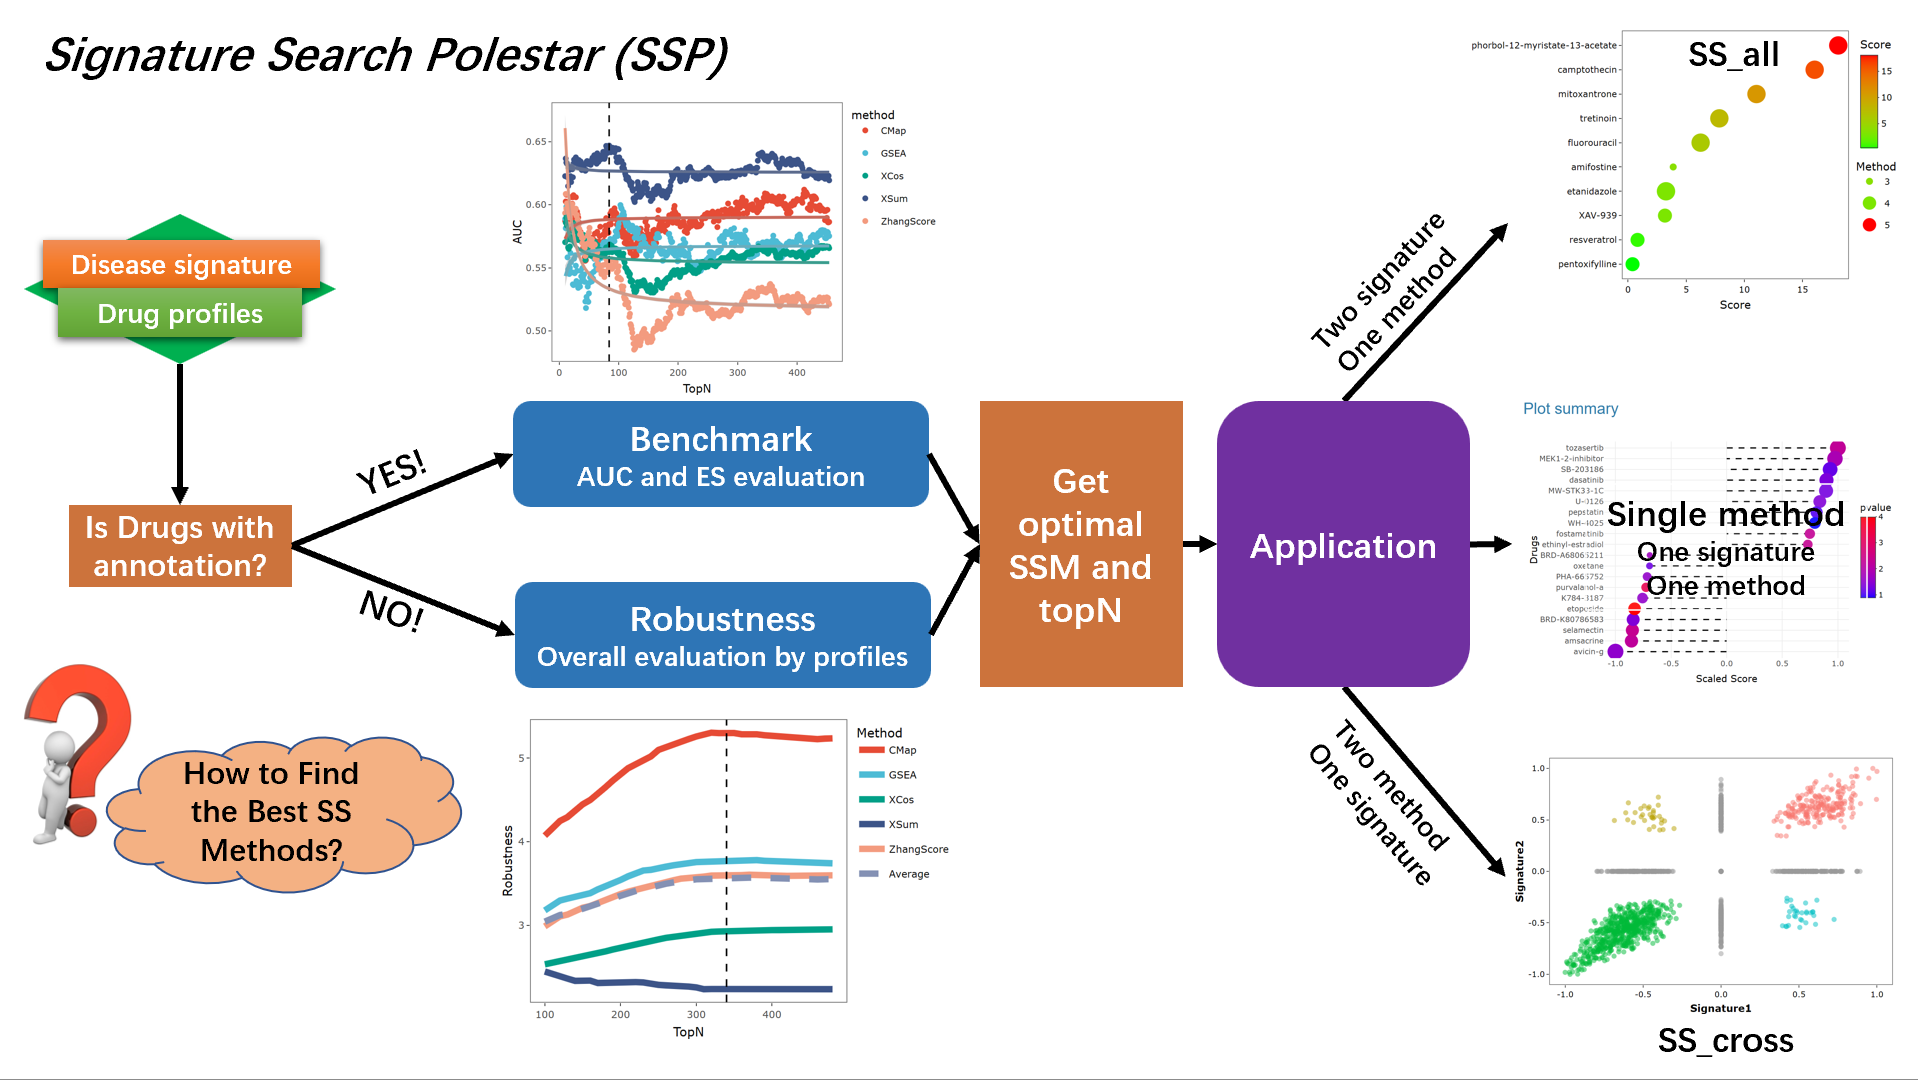 Signature Search Polestar (SSP)
Disease signature
Drug profiles
Is Drugs with
annotation?
YES!
NO!
How to Find
the Best SS
Methods?
0.65
0.60
0.55
0.50
AUC
0
100
200
300
400
TopN
method
CMap
GSEA
XCos
XSum
ZhangScore
Benchmark
AUC and ES evaluation
Robustness
Overall evaluation by profiles
5
4
3
Robustness
100
200
300
400
TopN
Method
CMap
GSEA
XCos
XSum
ZhangScore
Average
Get
optimal
SSM and
topN
Application
Two signature
One method
Two method
One signature
SS_all
phorbol-12-myristate-13-acetate
camptothecin
mitoxantrone
tretinoin
fluorouracil
amifostine
etanidazole
XAV-939
resveratrol
pentoxifylline
0
5
10
15
Score
Score
15
10
5
Method
3
4
5
Plot summary
tozasertib
MEK1-2-inhibitor
SB-203186
dasatinib
MW-STK33-1C
U-0126
pepstatin
WH-4025
fostamatinib
ethinyl-estradiol
oxetane
PHA-665752
purvalanol-a
K784-3187
etoposide
BRD-K80786583
selamectin
amsacrine
avicin-g
Drugs
Single method
One signature
One method
-1.0
-0.5
0.0
0.5
1.0
Scaled Score
pvalue
4
3
2
1
1.0
0.5
0.0
-0.5
-1.0
Signature2
-1.0
-0.5
0.0
0.5
1.0
Signature1
SS_cross